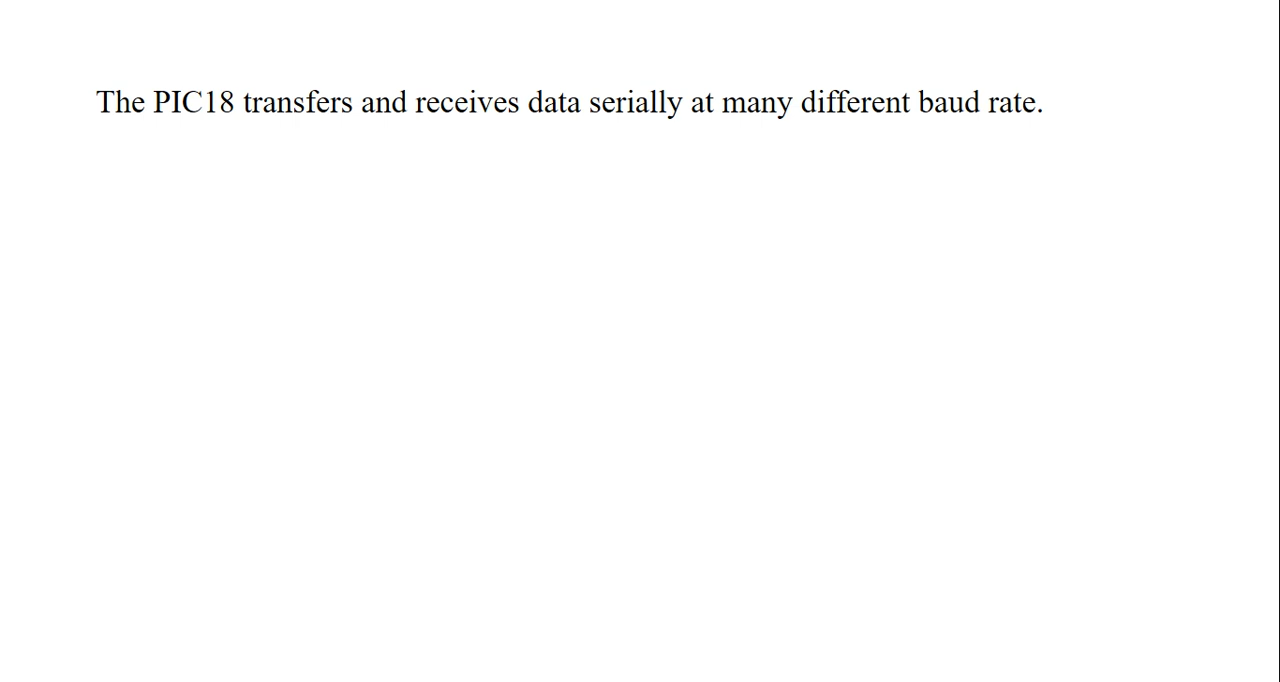 The PIC18 transfers and receives data serially at many different baud rate.